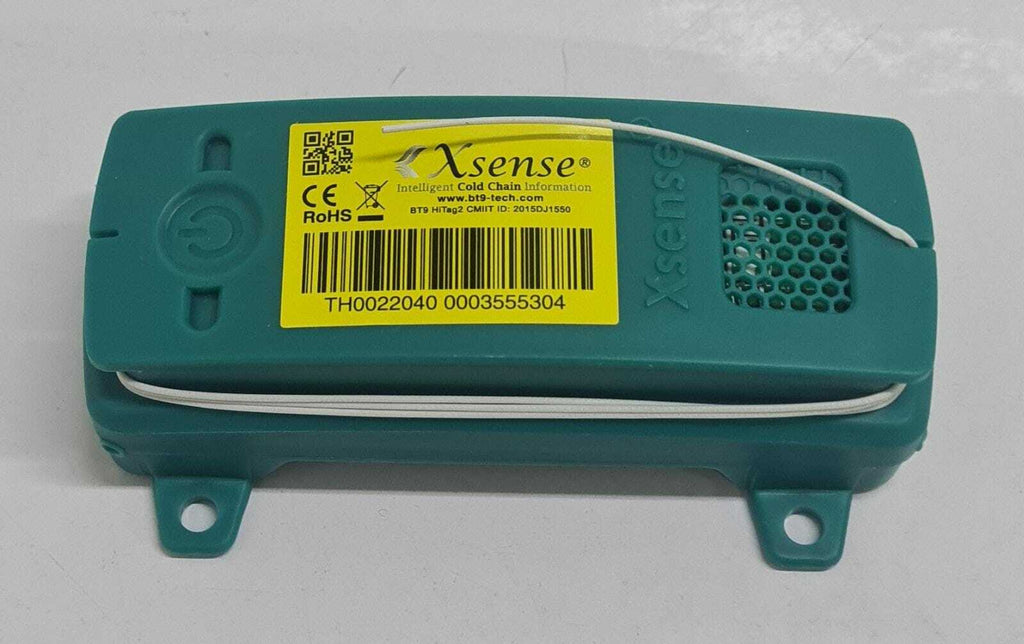 Xsense®
Intelligent Cold Chain Information
www.bt9-tech.com
CE
RoHS
BT9 HiTag2 CMIIT ID: 2015DJ1550
TH0022040 0003555304
Xsense